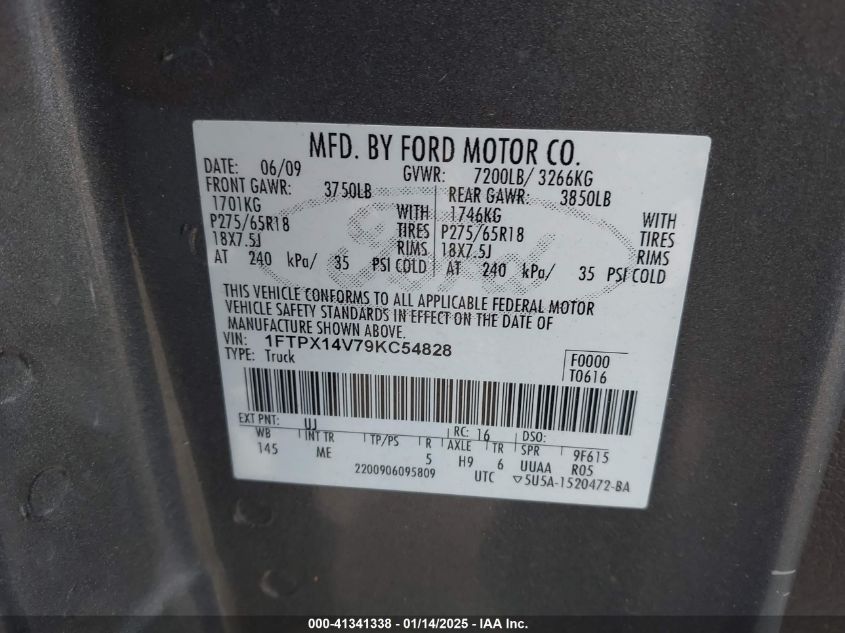 MFD. BY FORD MOTOR CO.
DATE: 06/09 GVWR: 7200LB/ 3266KG
FRONT GAWR: 3750LB REAR GAWR: 3850LB
1701KG WITH 1746KG WITH
P275/65R18 TIRES P275/65R18 TIRES
18X7.5J RIMS 18X7.5J RIMS
AT 240 kPa/ 35 PSI COLD AT 240 kPa/ 35 PSI COLD
THIS VEHICLE CONFORMS TO ALL APPLICABLE FEDERAL MOTOR
VEHICLE SAFETY STANDARDS IN EFFECT ON THE DATE OF
MANUFACTURE SHOWN ABOVE.
VIN: 1FTPX14V79KC54828
TYPE: Truck
F0000
T0616
EXT PNT: UJ RC: 16 DSO:
WB INT TR TP/PS R AXLE TR SPR 9F615
145 ME 5 H9 6 UUAA R05
2200906095809 UTC ▽5U5A-1520472-BA
Ford
000-41341338 - 01/14/2025 - IAA Inc.